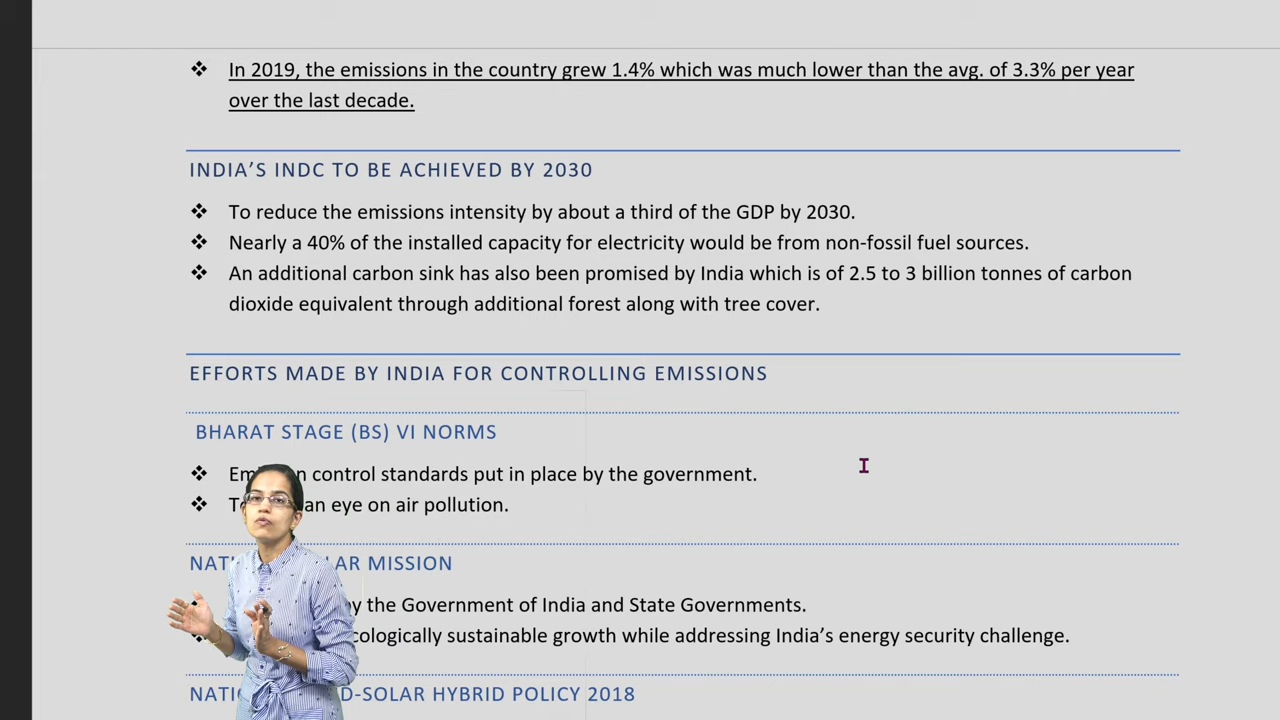 ❖ In 2019, the emissions in the country grew 1.4% which was much lower than the avg. of 3.3% per year
over the last decade.
INDIA'S INDC TO BE ACHIEVED BY 2030
❖ To reduce the emissions intensity by about a third of the GDP by 2030.
❖ Nearly a 40% of the installed capacity for electricity would be from non-fossil fuel sources.
❖ An additional carbon sink has also been promised by India which is of 2.5 to 3 billion tonnes of carbon
dioxide equivalent through additional forest along with tree cover.
EFFORTS MADE BY INDIA FOR CONTROLLING EMISSIONS
BHARAT STAGE (BS) VI NORMS
❖ control standards put in place by the government.
❖ an eye on air pollution.
MISSION
by the Government of India and State Governments.
sustainable growth while addressing India's energy security challenge.
HYBRID POLICY 2018